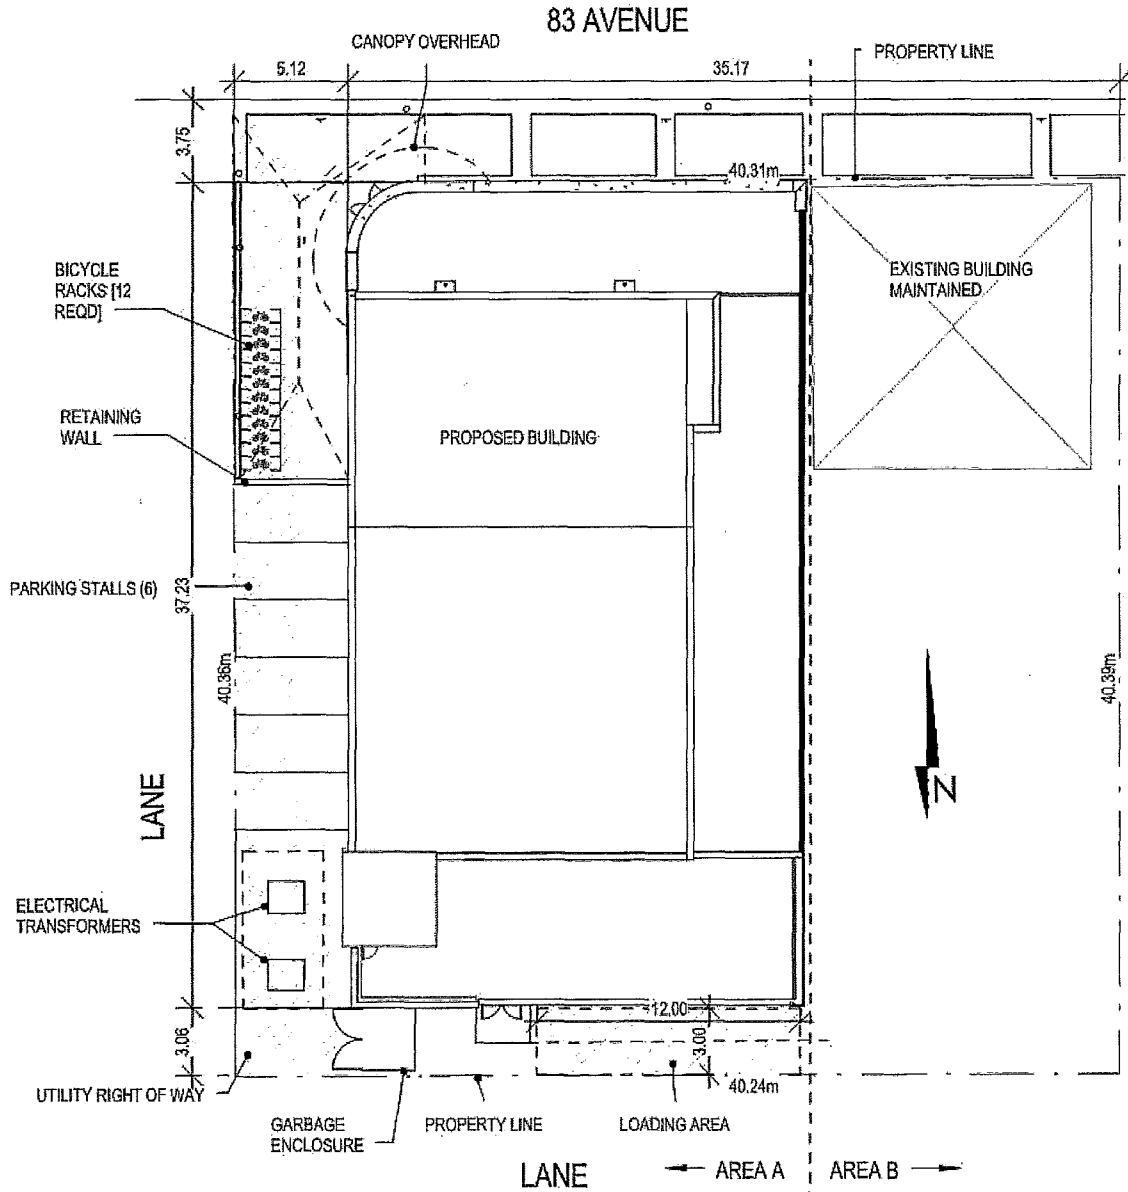 83 AVENUE
CANOPY OVERHEAD
PROPERTY LINE
5.12
35.17
3.75
40.31m
BICYCLE
RACKS [12
REQD]
EXISTING BUILDING
MAINTAINED
RETAINING
WALL
PROPOSED BUILDING
PARKING STALLS (6)
37.23
40.36m
40.39m
LANE
N
ELECTRICAL
TRANSFORMERS
12.00
3.06
3.00
UTILITY RIGHT OF WAY
40.24m
GARBAGE
ENCLOSURE
PROPERTY LINE
LOADING AREA
LANE
AREA A
AREA B